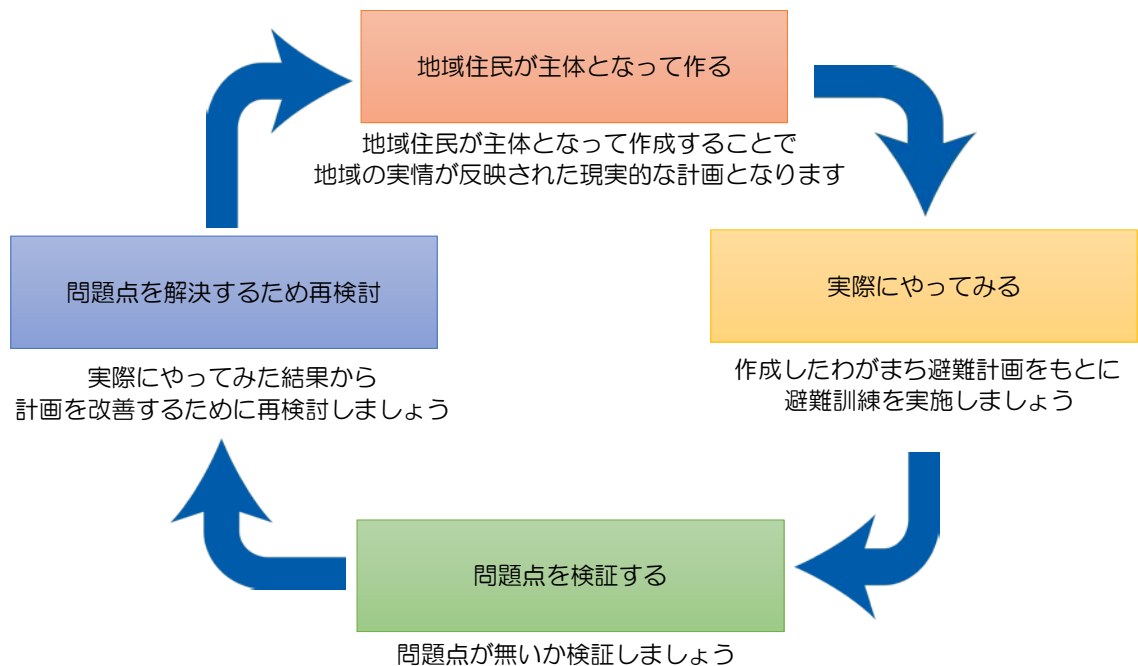 地域住民が主体となって作る
地域住民が主体となって作成することで
地域の実情が反映された現実的な計画となります
実際にやってみる
作成したわがまち避難計画をもとに
避難訓練を実施しましょう
問題点を検証する
問題点が無いか検証しましょう
問題点を解決するため再検討
実際にやってみた結果から
計画を改善するために再検討しましょう